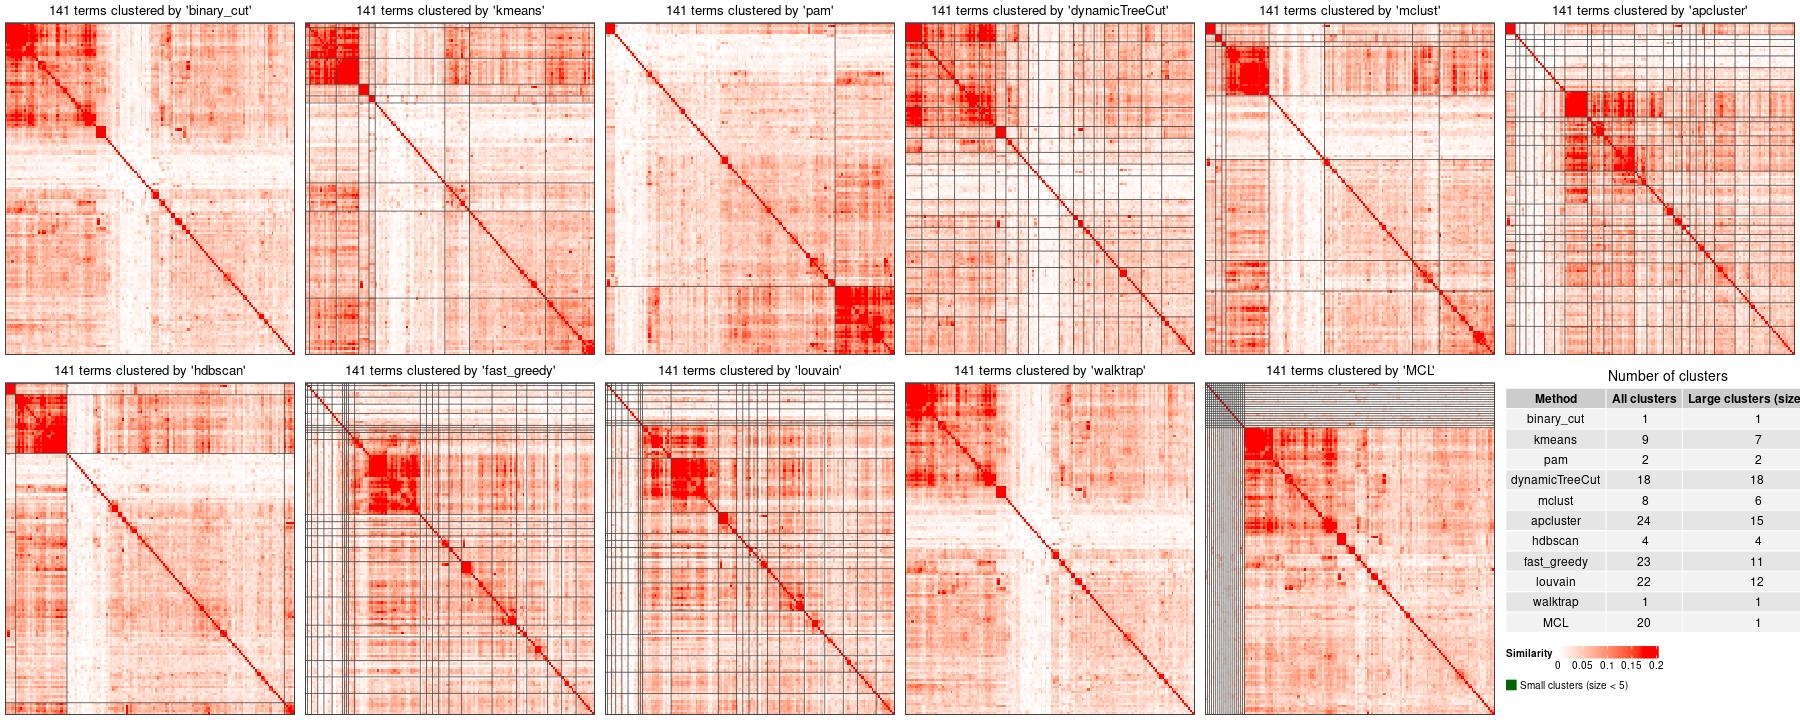 141 terms clustered by 'binary_cut'
141 terms clustered by 'kmeans'
141 terms clustered by 'pam'
141 terms clustered by 'dynamicTreeCut'
141 terms clustered by 'mclust'
141 terms clustered by 'apcluster'
141 terms clustered by 'hdbscan'
141 terms clustered by 'fast_greedy'
141 terms clustered by 'louvain'
141 terms clustered by 'walktrap'
141 terms clustered by 'MCL'
Number of clusters
Method All clusters Large clusters (size
binary_cut 1 1
kmeans 9 7
pam 2 2
dynamicTreeCut 18 18
mclust 8 6
apcluster 24 15
hdbscan 4 4
fast_greedy 23 11
louvain 22 12
walktrap 1 1
MCL 20 1
Similarity
0 0.05 0.1 0.15 0.2
Small clusters (size < 5)